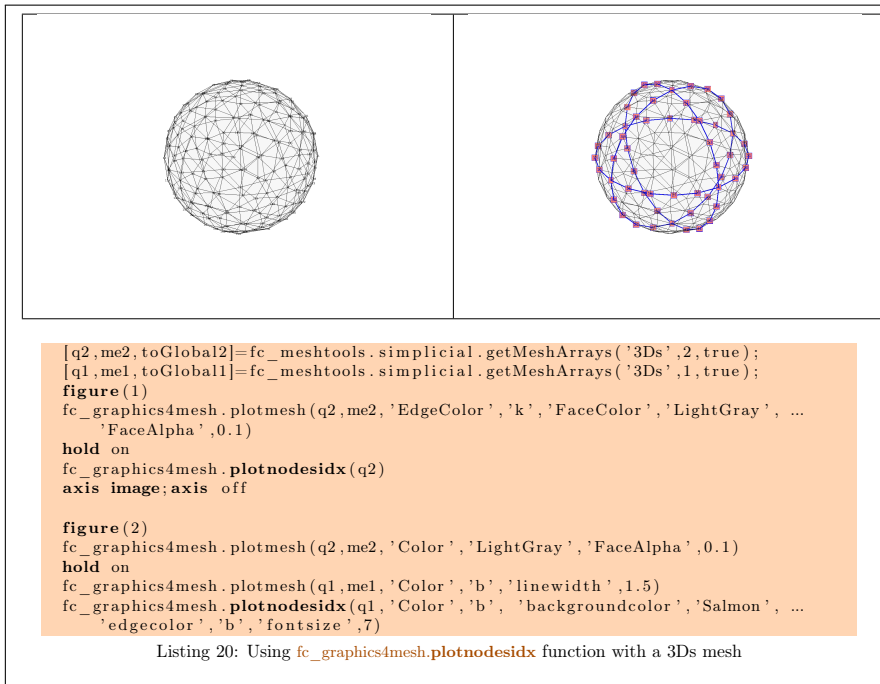 [q2,me2,toGlobal2]=fc_meshtools.simplicial.getMeshArrays('3Ds',2,true);
[q1,me1,toGlobal1]=fc_meshtools.simplicial.getMeshArrays('3Ds',1,true);
figure(1)
fc_graphics4mesh.plotmesh(q2,me2,'EdgeColor','k','FaceColor','LightGray', ...
'FaceAlpha',0.1)
hold on
fc_graphics4mesh.plotnodesidx(q2)
axis image;axis off
figure(2)
fc_graphics4mesh.plotmesh(q2,me2,'Color','LightGray','FaceAlpha',0.1)
hold on
fc_graphics4mesh.plotmesh(q1,me1,'Color','b','linewidth',1.5)
fc_graphics4mesh.plotnodesidx(q1,'Color','b', 'backgroundcolor','Salmon', ...
'edgecolor','b','fontsize',7)
Listing 20: Using fc_graphics4mesh.plotnodesidx function with a 3Ds mesh